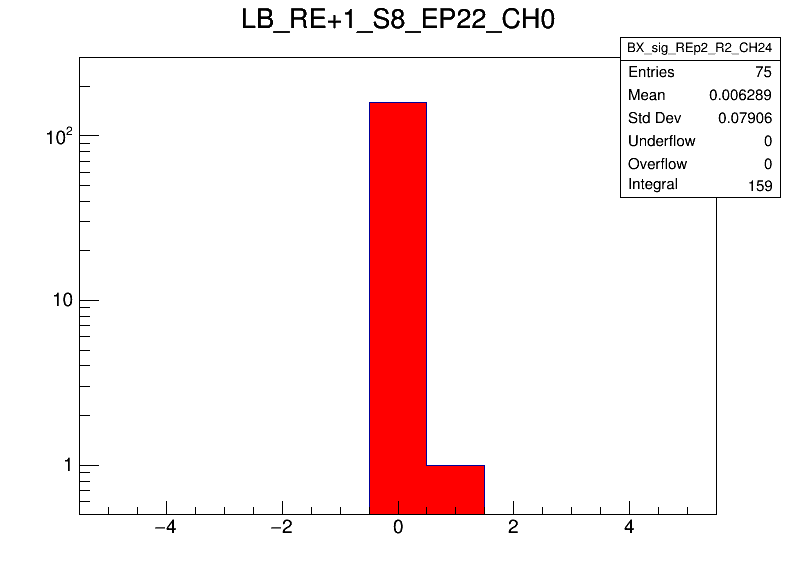 LB_RE+1_S8_EP22_CH0
BX_sig_REp2_R2_CH24
Entries 75
Mean 0.006289
Std Dev 0.07906
Underflow 0
Overflow 0
Integral 159
10²
10
1
−4 −2 0 2 4